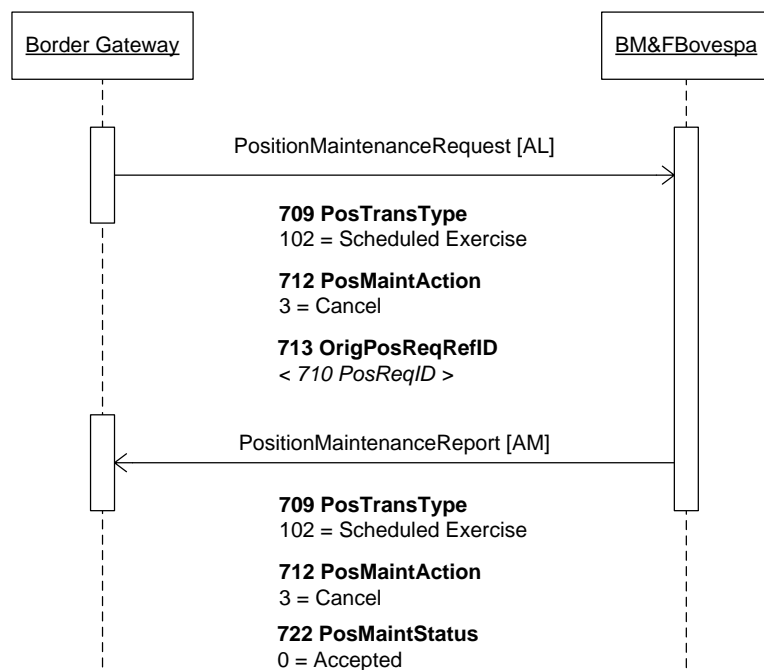 Border Gateway
BM&FBovespa
PositionMaintenanceRequest [AL]
709 PosTransType
102 = Scheduled Exercise
712 PosMaintAction
3 = Cancel
713 OrigPosReqRefID
< 710 PosReqID >
PositionMaintenanceReport [AM]
709 PosTransType
102 = Scheduled Exercise
712 PosMaintAction
3 = Cancel
722 PosMaintStatus
0 = Accepted